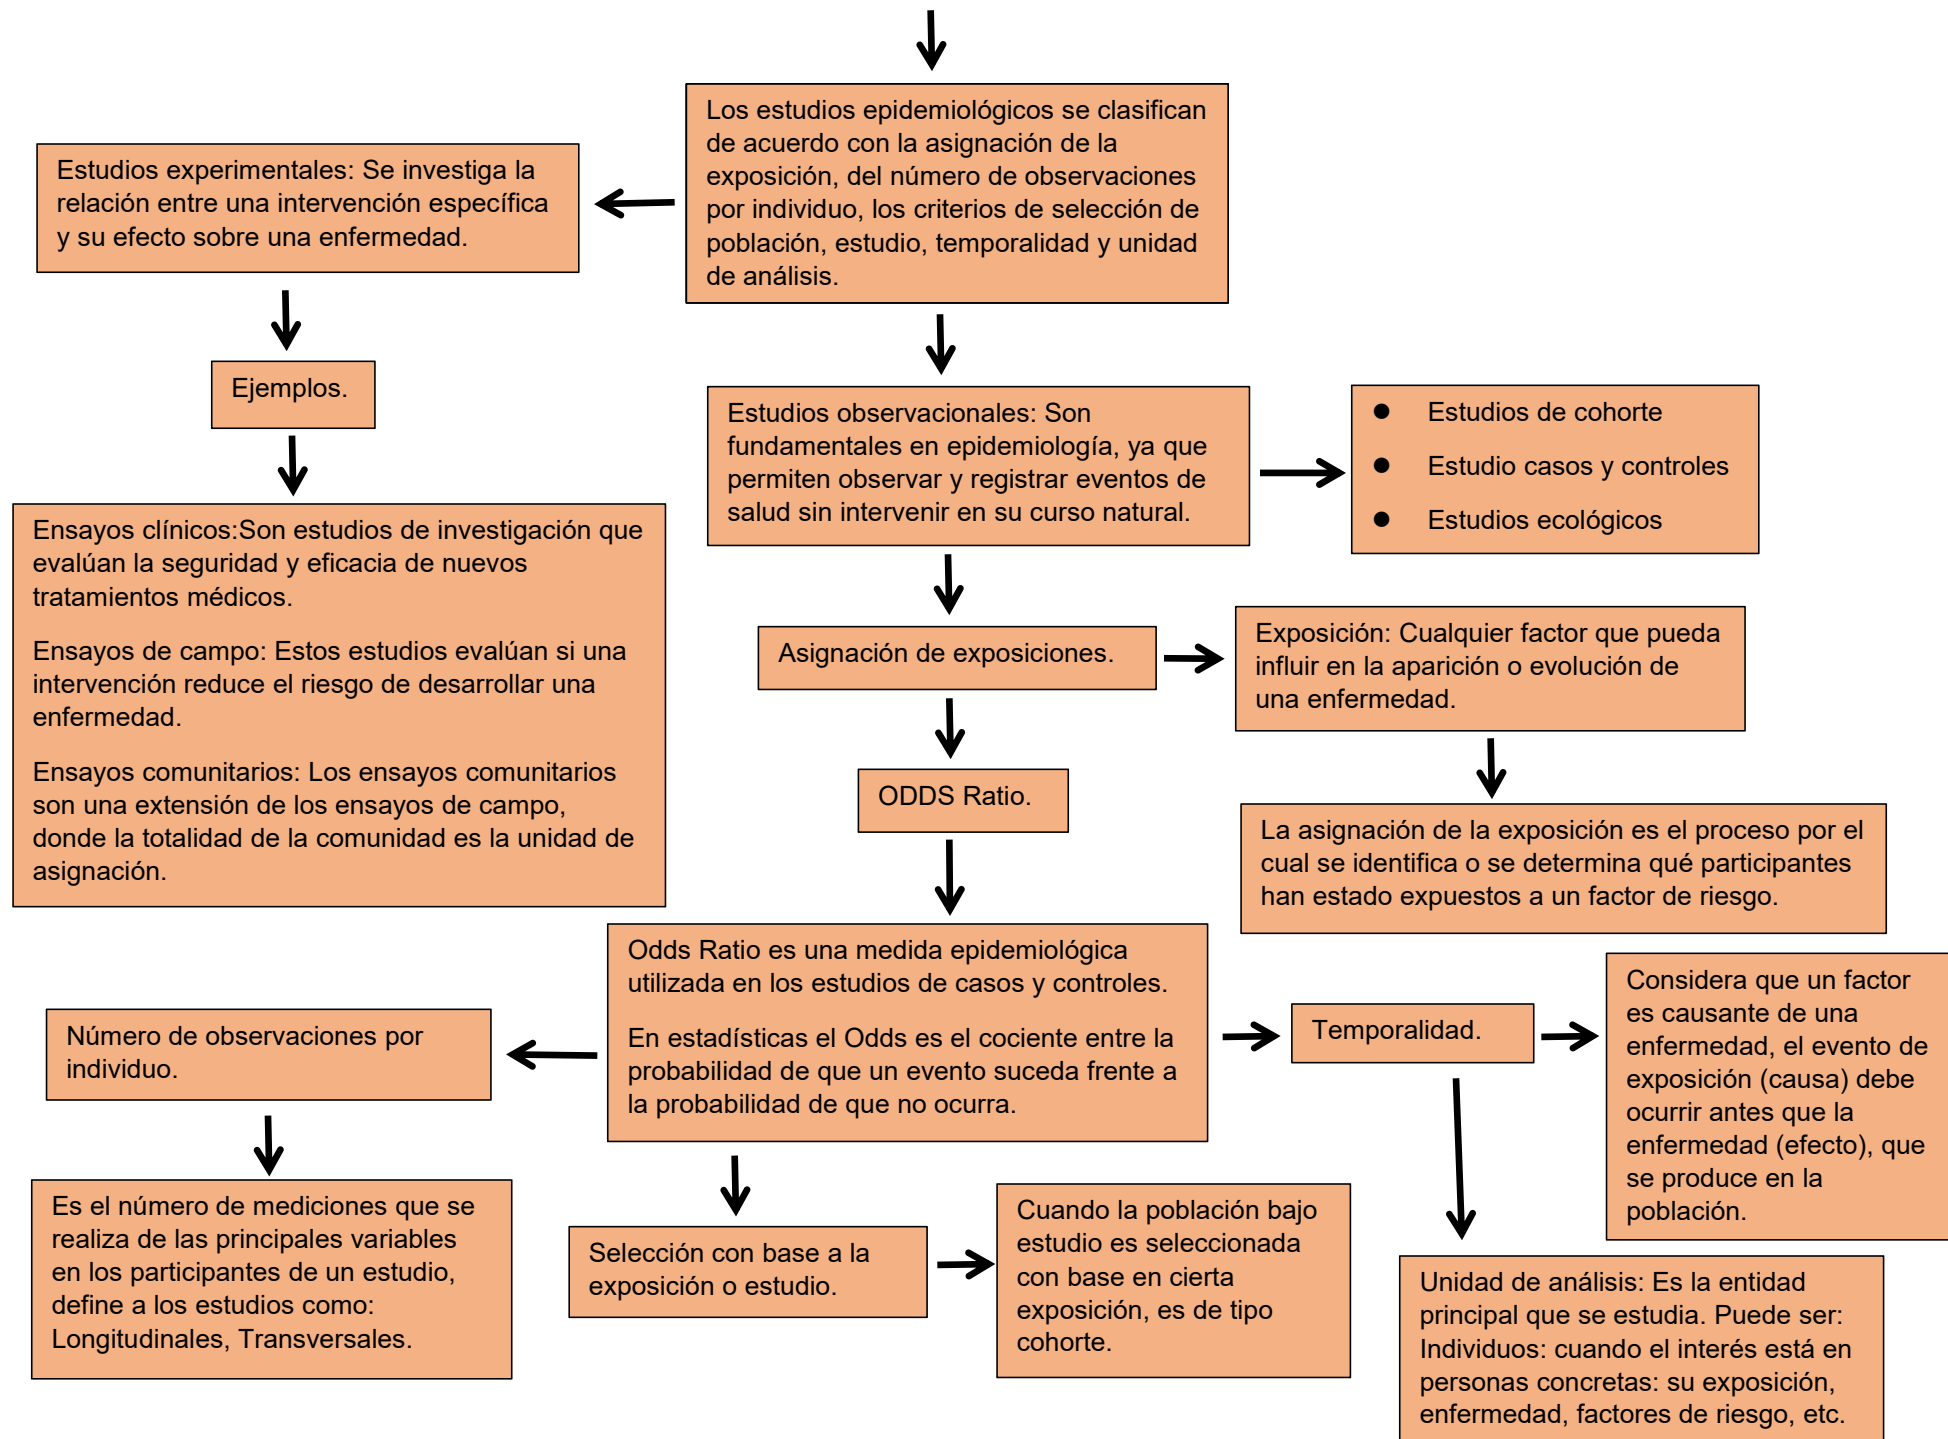 Los estudios epidemiológicos se clasifican
de acuerdo con la asignación de la
exposición, del número de observaciones
por individuo, los criterios de selección de
población, estudio, temporalidad y unidad
de análisis.
Estudios experimentales: Se investiga la
relación entre una intervención específica
y su efecto sobre una enfermedad.
Ejemplos.
Ensayos clínicos:Son estudios de investigación que
evalúan la seguridad y eficacia de nuevos
tratamientos médicos.
Ensayos de campo: Estos estudios evalúan si una
intervención reduce el riesgo de desarrollar una
enfermedad.
Ensayos comunitarios: Los ensayos comunitarios
son una extensión de los ensayos de campo,
donde la totalidad de la comunidad es la unidad de
asignación.
Estudios observacionales: Son
fundamentales en epidemiología, ya que
permiten observar y registrar eventos de
salud sin intervenir en su curso natural.
● Estudios de cohorte
● Estudio casos y controles
● Estudios ecológicos
Asignación de exposiciones.
Exposición: Cualquier factor que pueda
influir en la aparición o evolución de
una enfermedad.
La asignación de la exposición es el proceso por el
cual se identifica o se determina qué participantes
han estado expuestos a un factor de riesgo.
ODDS Ratio.
Odds Ratio es una medida epidemiológica
utilizada en los estudios de casos y controles.
En estadísticas el Odds es el cociente entre la
probabilidad de que un evento suceda frente a
la probabilidad de que no ocurra.
Número de observaciones por
individuo.
Es el número de mediciones que se
realiza de las principales variables
en los participantes de un estudio,
define a los estudios como:
Longitudinales, Transversales.
Selección con base a la
exposición o estudio.
Cuando la población bajo
estudio es seleccionada
con base en cierta
exposición, es de tipo
cohorte.
Temporalidad.
Considera que un factor
es causante de una
enfermedad, el evento de
exposición (causa) debe
ocurrir antes que la
enfermedad (efecto), que
se produce en la
población.
Unidad de análisis: Es la entidad
principal que se estudia. Puede ser:
Individuos: cuando el interés está en
personas concretas: su exposición,
enfermedad, factores de riesgo, etc.